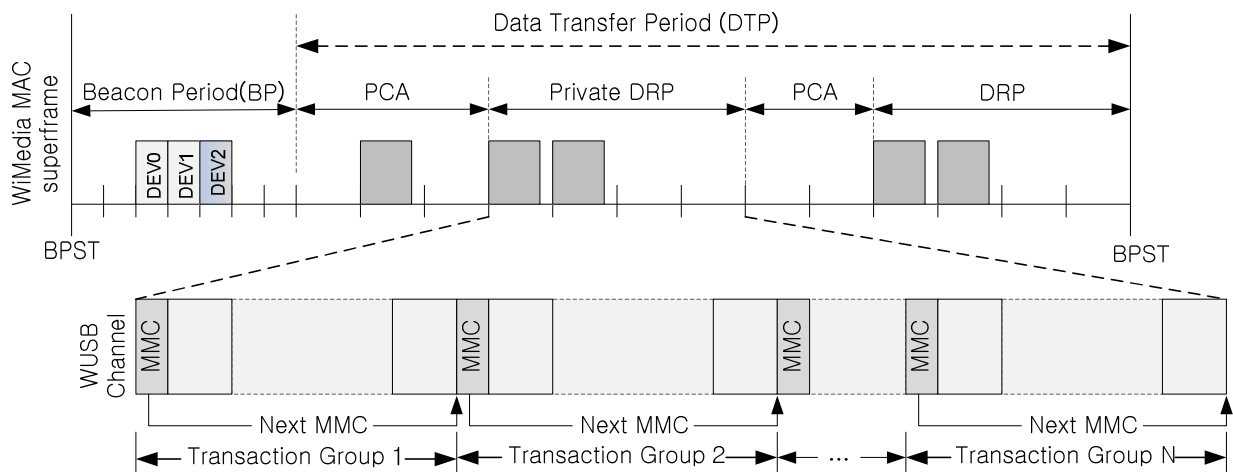 Data Transfer Period (DTP)
WiMedia MAC
superframe
Beacon Period(BP)
PCA
Private DRP
PCA
DRP
DEV0
DEV1
DEV2
BPST
BPST
WUSB
Channel
MMC
MMC
MMC
MMC
Next MMC
Next MMC
Next MMC
Transaction Group 1
Transaction Group 2
...
Transaction Group N